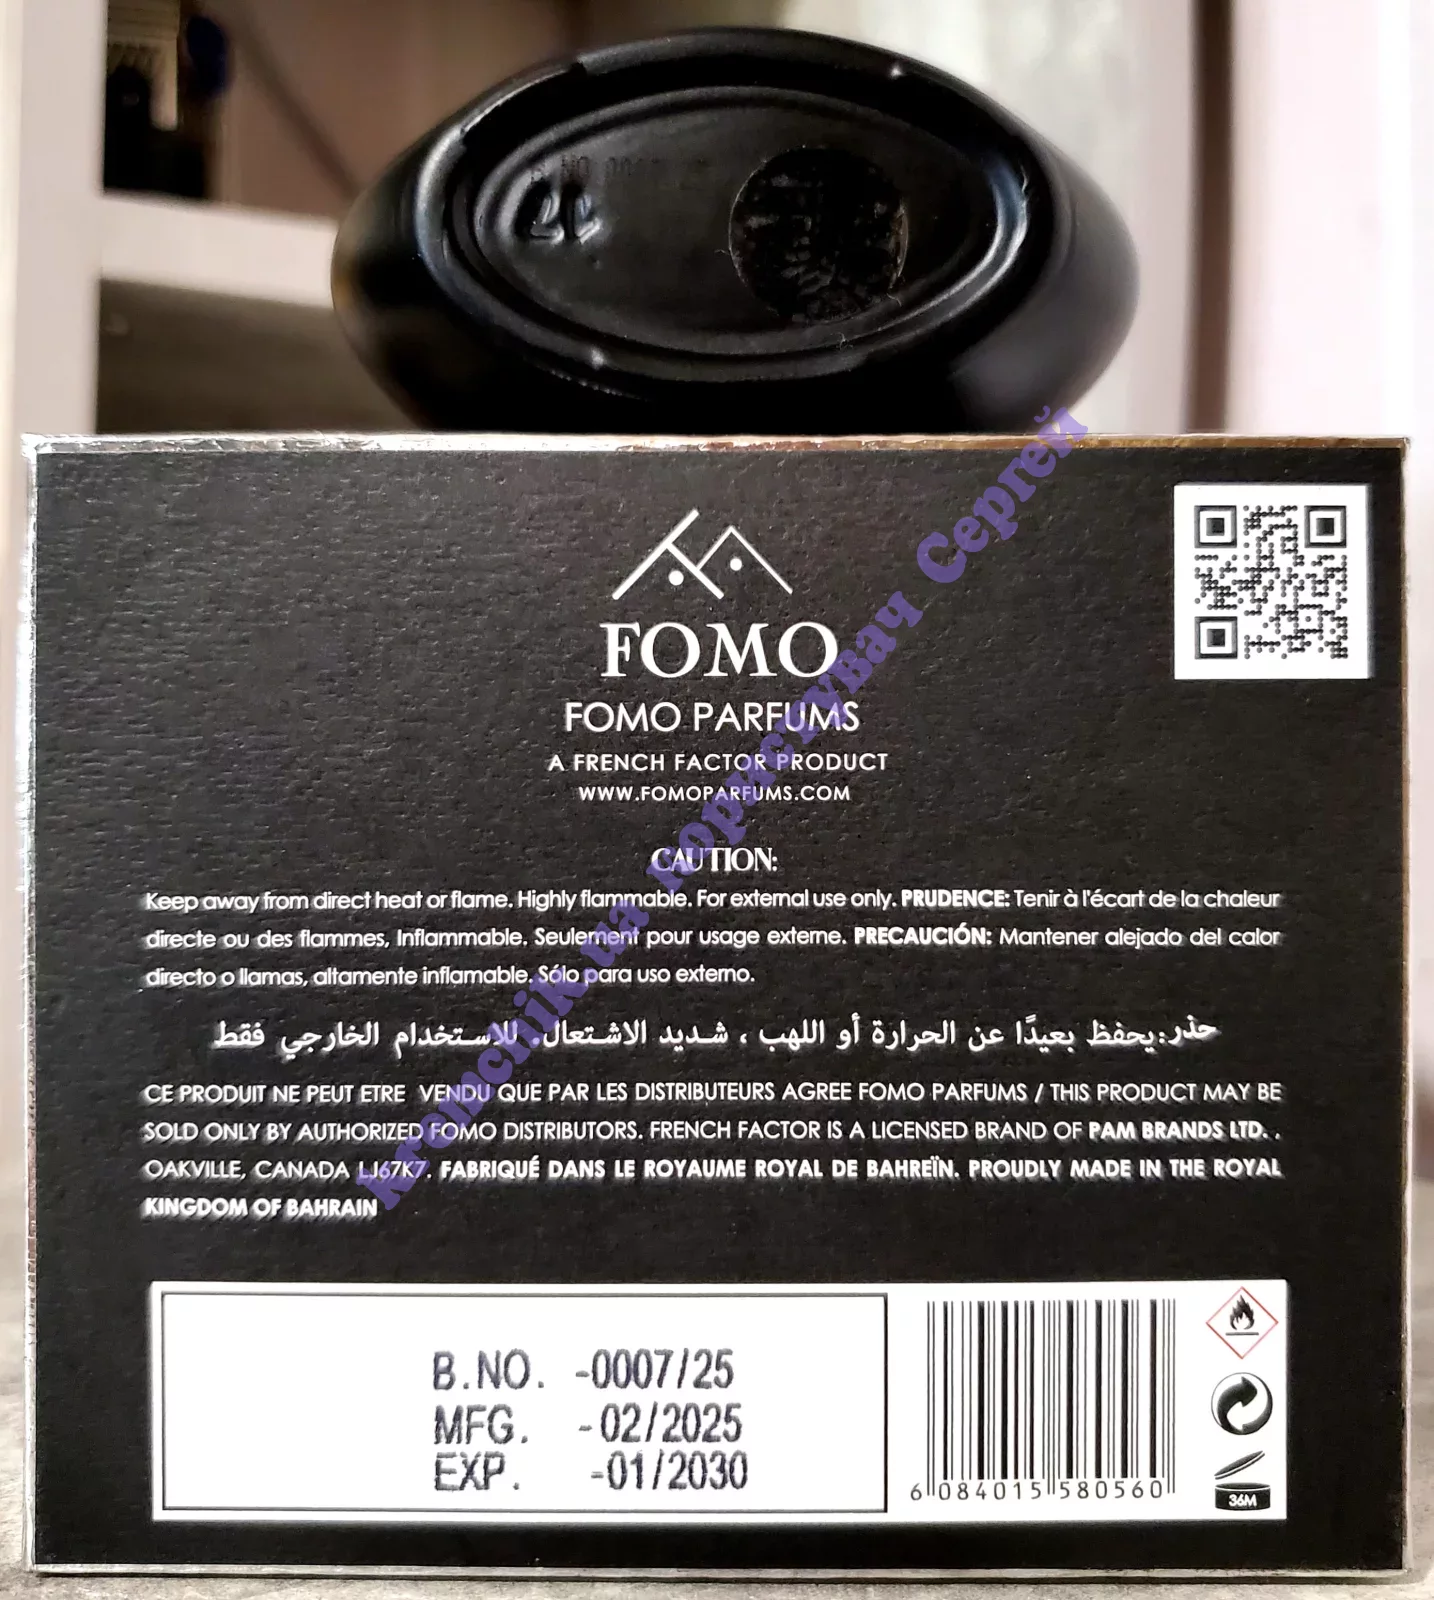 FOMO
FOMO PARFUMS
A FRENCH FACTOR PRODUCT
WWW.FOMOPARFUMS.COM
CAUTION:
Keep away from direct heat or flame. Highly flammable. For external use only. PRUDENCE: Tenir à l'écart de la chaleur
directe ou des flammes, Inflammable. Seulement pour usage externe. PRECAUCIÓN: Mantener alejado del calor
directo o llamas, altamente inflamable. Sólo para uso externo.
حذر: يحفظ بعيدًا عن الحرارة أو اللهب ، شديد الاشتعال. للاستخدام الخارجي فقط
CE PRODUIT NE PEUT ETRE VENDU QUE PAR LES DISTRIBUTEURS AGREE FOMO PARFUMS / THIS PRODUCT MAY BE
SOLD ONLY BY AUTHORIZED FOMO DISTRIBUTORS. FRENCH FACTOR IS A LICENSED BRAND OF PAM BRANDS LTD. ,
OAKVILLE, CANADA LJ67K7. FABRIQUÉ DANS LE ROYAUME ROYAL DE BAHREÏN. PROUDLY MADE IN THE ROYAL
KINGDOM OF BAHRAIN
B.NO. -0007/25
MFG. -02/2025
EXP. -01/2030
6 084015 580560
36M
kremchik.ua користувач Сергей